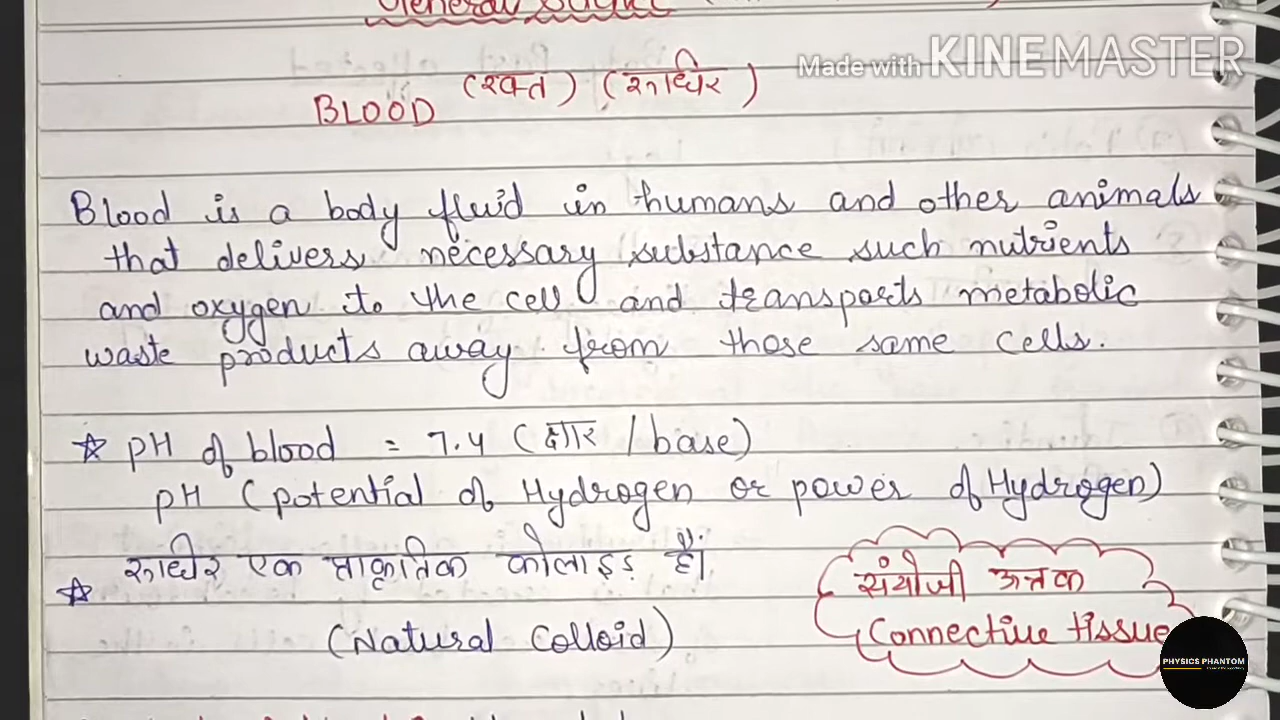 General Science
Made with KINEMASTER
BLOOD (रक्त) (रुधिर)
Blood is a body fluid in humans and other animals
that delivers necessary substance such nutrients
and oxygen to the cell and transports metabolic
waste products away from those same cells.
☆ pH of blood = 7.4 (क्षार / base)
pH (potential of Hydrogen or power of Hydrogen)
☆ रुधिर एक प्राकृतिक कोलाइड है।
(Natural Colloid)
संयोजी ऊतक
Connective tissue
PHYSICS PHANTOM